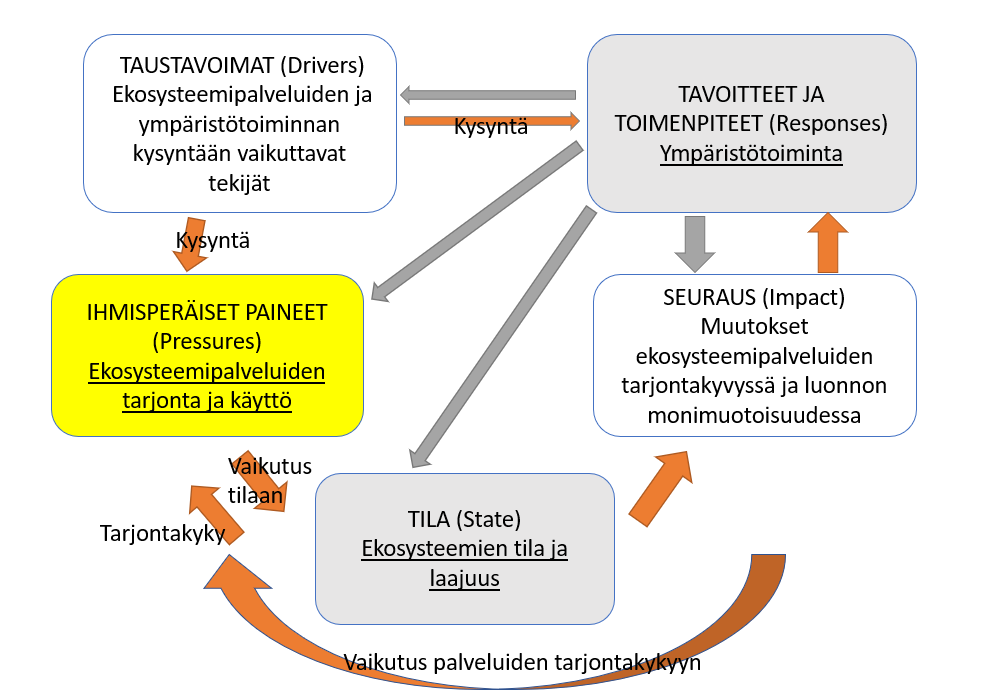 TAUSTAVOIMAT (Drivers)
Ekosysteemipalveluiden ja
ympäristötoiminnan
kysyntään vaikuttavat
tekijät
Kysyntä
TAVOITTEET JA
TOIMENPITEET (Responses)
Ympäristötoiminta
Kysyntä
IHMISPERÄISET PAINEET
(Pressures)
Ekosysteemipalveluiden
tarjonta ja käyttö
SEURAUS (Impact)
Muutokset
ekosysteemipalveluiden
tarjontakyvyssä ja luonnon
monimuotoisuudessa
Vaikutus
tilaan
Tarjontakyky
TILA (State)
Ekosysteemien tila ja
laajuus
Vaikutus palveluiden tarjontakykyyn